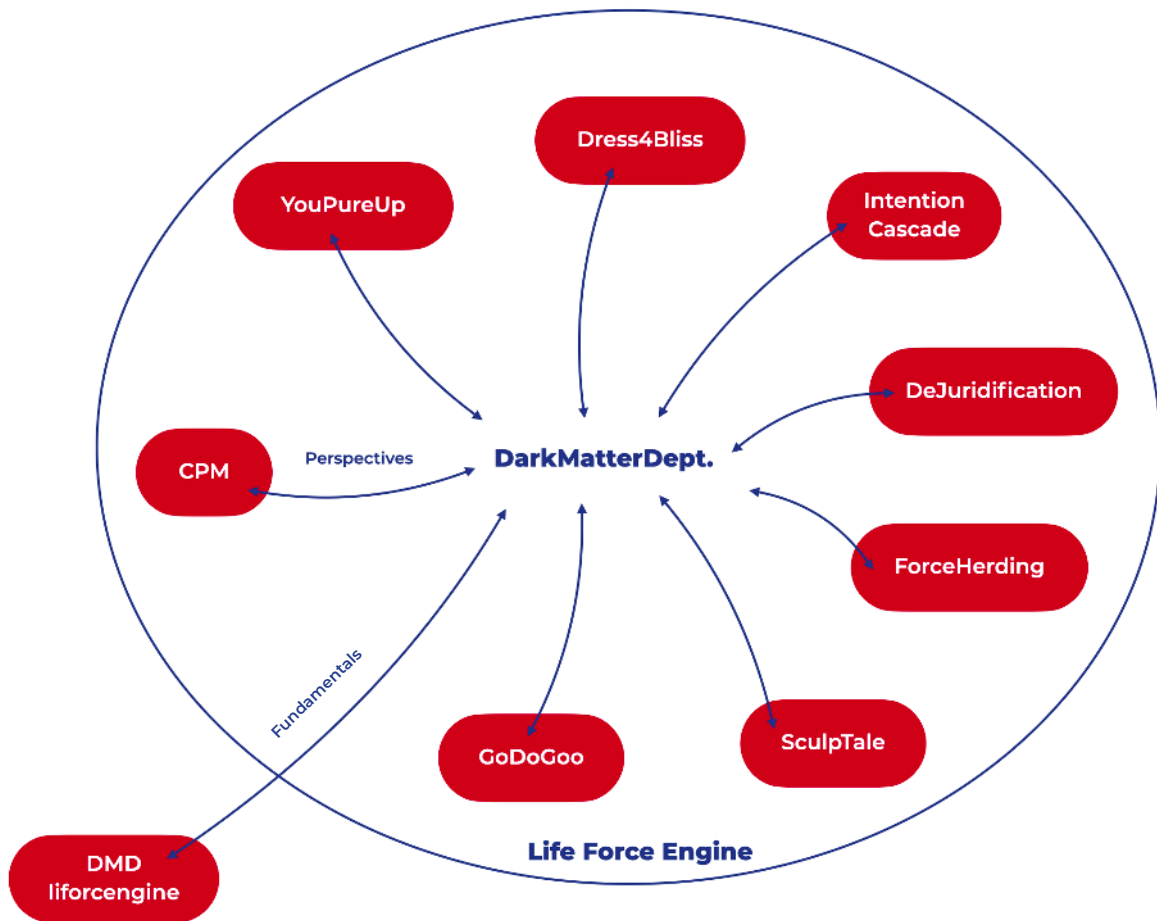 Dress4Bliss
YouPureUp
Intention
Cascade
DeJuridification
Perspectives
DarkMatterDept.
CPM
ForceHerding
Fundamentals
SculpTale
GoDoGoo
Life Force Engine
DMD
liforcengine